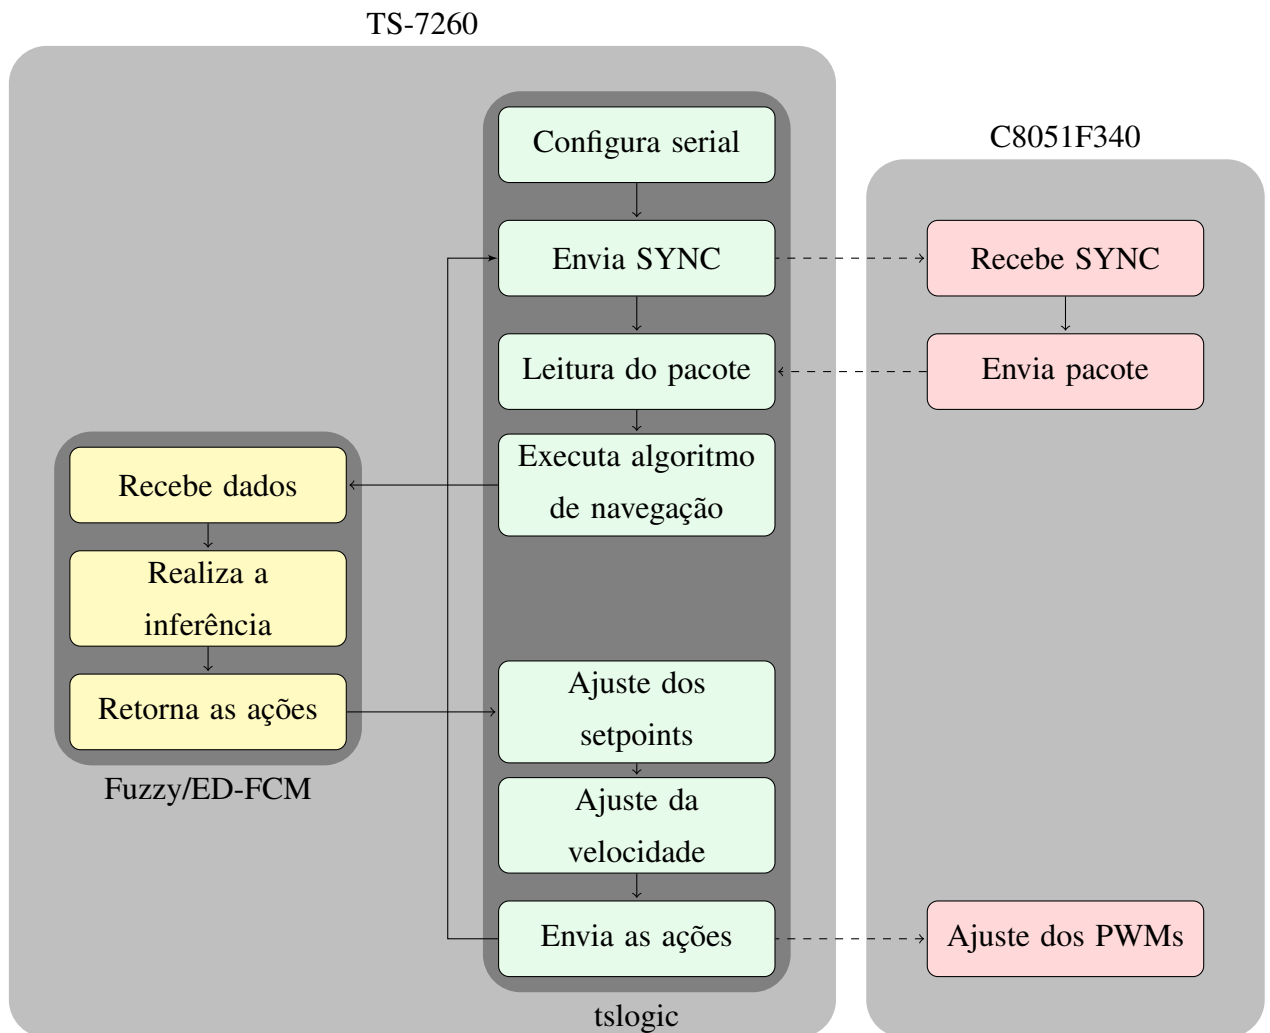 TS-7260
Configura serial
C8051F340
Envia SYNC
Recebe SYNC
Leitura do pacote
Envia pacote
Executa algoritmo
de navegação
Recebe dados
Realiza a
inferência
Retorna as ações
Fuzzy/ED-FCM
Ajuste dos
setpoints
Ajuste da
velocidade
Envia as ações
Ajuste dos PWMs
tslogic